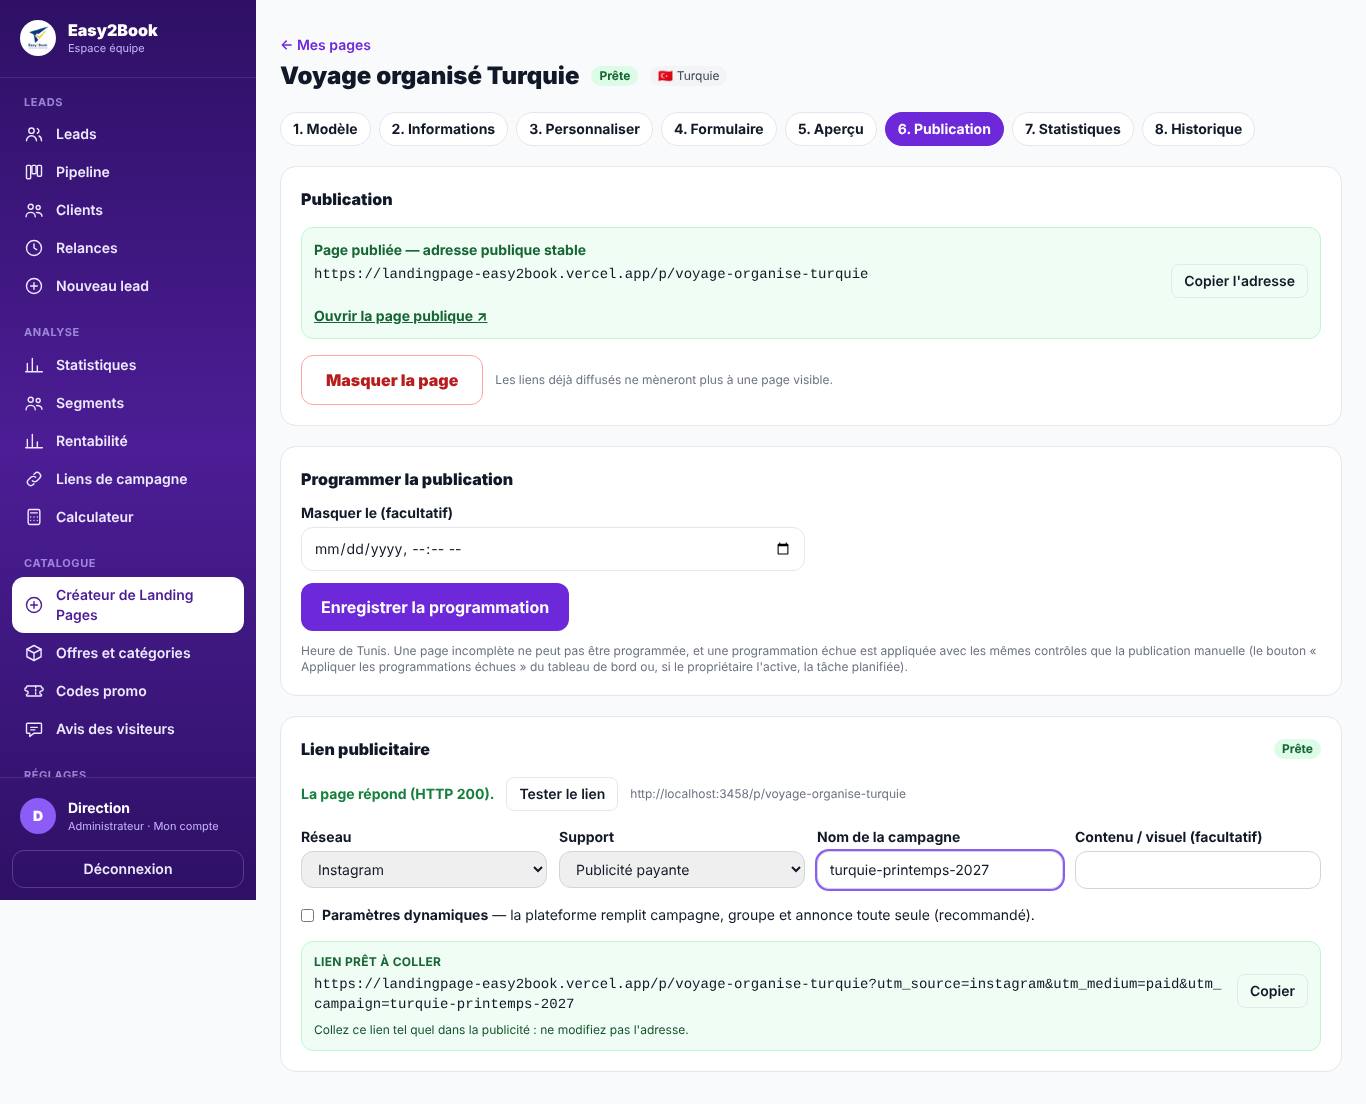 Easy2Book
Espace équipe
LEADS
Leads
Pipeline
Clients
Relances
Nouveau lead
ANALYSE
Statistiques
Segments
Rentabilité
Liens de campagne
Calculateur
CATALOGUE
Créateur de Landing
Pages
Offres et catégories
Codes promo
Avis des visiteurs
RÉGLAGES
D
Direction
Administrateur · Mon compte
Déconnexion
← Mes pages
Voyage organisé Turquie
Prête
Turquie
1. Modèle
2. Informations
3. Personnaliser
4. Formulaire
5. Aperçu
6. Publication
7. Statistiques
8. Historique
Publication
Page publiée — adresse publique stable
https://landingpage-easy2book.vercel.app/p/voyage-organise-turquie
Copier l'adresse
Ouvrir la page publique ↗
Masquer la page
Les liens déjà diffusés ne mèneront plus à une page visible.
Programmer la publication
Masquer le (facultatif)
mm/dd/yyyy, --:-- --
Enregistrer la programmation
Heure de Tunis. Une page incomplète ne peut pas être programmée, et une programmation échue est appliquée avec les mêmes contrôles que la publication manuelle (le bouton «
Appliquer les programmations échues » du tableau de bord ou, si le propriétaire l'active, la tâche planifiée).
Lien publicitaire
Prête
La page répond (HTTP 200).
Tester le lien
http://localhost:3458/p/voyage-organise-turquie
Réseau
Support
Nom de la campagne
Contenu / visuel (facultatif)
Instagram
Publicité payante
turquie-printemps-2027
Paramètres dynamiques — la plateforme remplit campagne, groupe et annonce toute seule (recommandé).
LIEN PRÊT À COLLER
https://landingpage-easy2book.vercel.app/p/voyage-organise-turquie?utm_source=instagram&utm_medium=paid&utm_
campaign=turquie-printemps-2027
Copier
Collez ce lien tel quel dans la publicité : ne modifiez pas l'adresse.